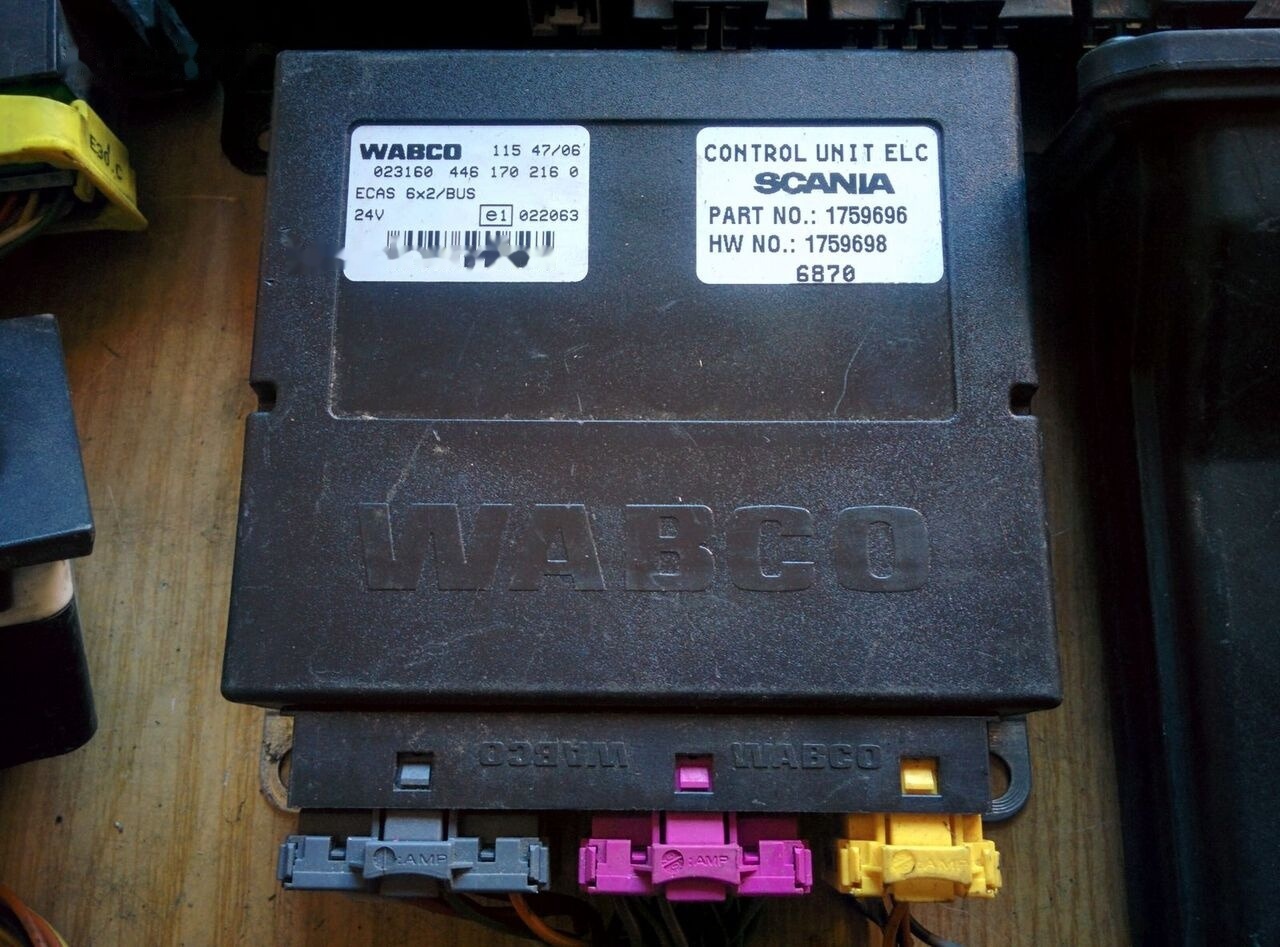 WABCO 115 47/06
023160 446 170 216 0
ECAS 6x2/BUS
24V e1 022063
CONTROL UNIT ELC
SCANIA
PART NO.: 1759696
HW NO.: 1759698
6870
E3d.C
WABCO
WABCO WABCO
AMP AMP AMP